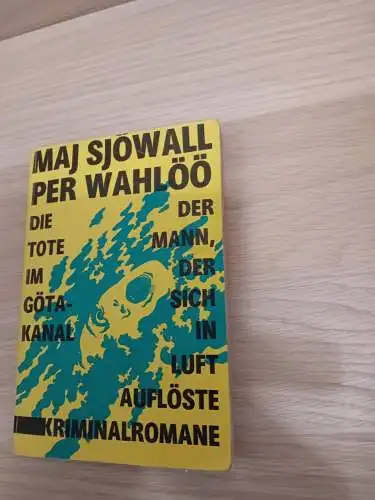 MAJ SJÖWALL
PER WAHLÖÖ
DIE
TOTE
IM
GÖTA-
KANAL
DER
MANN,
DER
SICH
IN
LUFT
AUFLÖSTE
KRIMINALROMANE